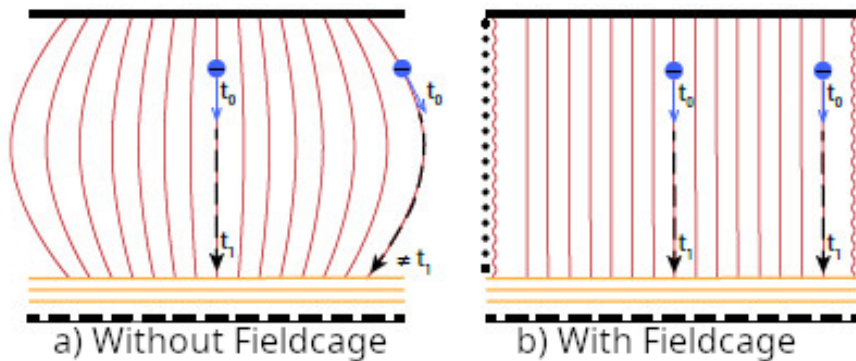 t₀
t₀
t₁
≠ t₁
t₀
t₀
t₁
t₁
a) Without Fieldcage
b) With Fieldcage